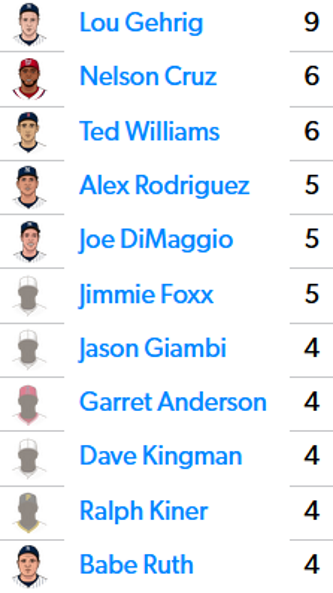 Lou Gehrig 9
Nelson Cruz 6
Ted Williams 6
Alex Rodriguez 5
Joe DiMaggio 5
Jimmie Foxx 5
Jason Giambi 4
Garret Anderson 4
Dave Kingman 4
Ralph Kiner 4
Babe Ruth 4